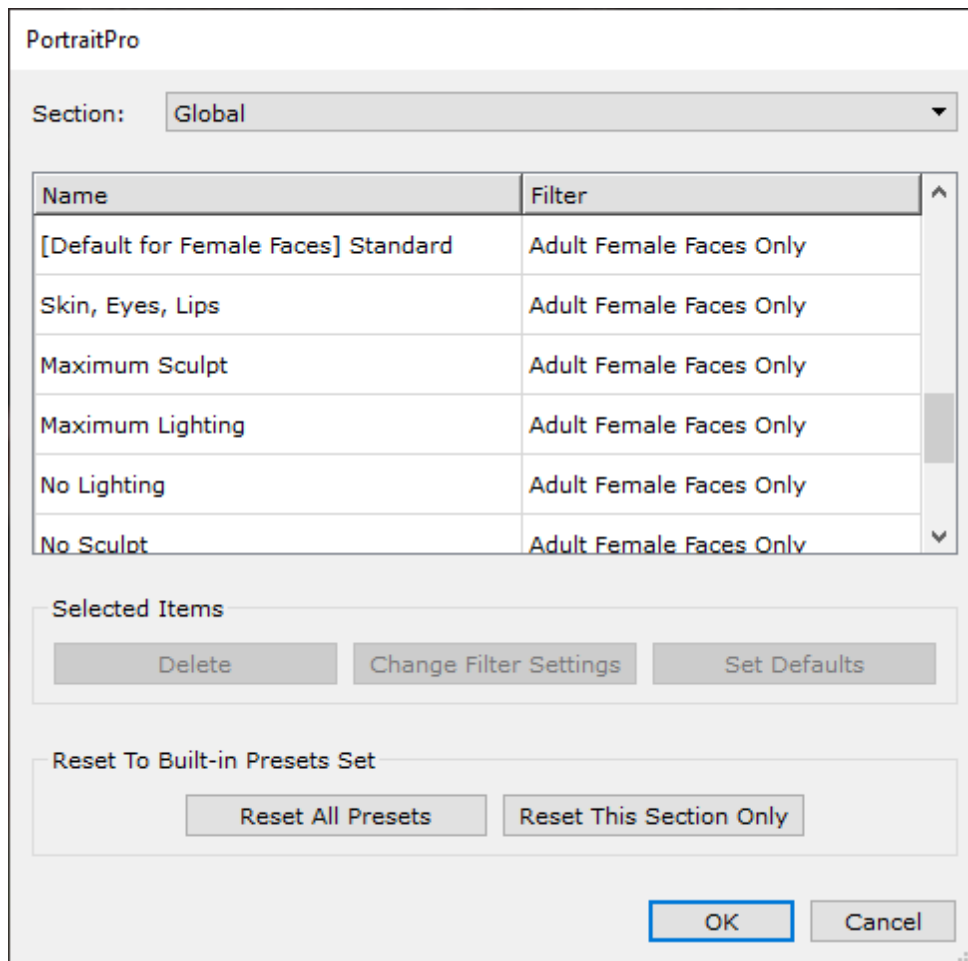 PortraitPro
Section: Global
Name Filter
[Default for Female Faces] Standard Adult Female Faces Only
Skin, Eyes, Lips Adult Female Faces Only
Maximum Sculpt Adult Female Faces Only
Maximum Lighting Adult Female Faces Only
No Lighting Adult Female Faces Only
No Sculpt Adult Female Faces Only
Selected Items
Delete Change Filter Settings Set Defaults
Reset To Built-in Presets Set
Reset All Presets Reset This Section Only
OK Cancel